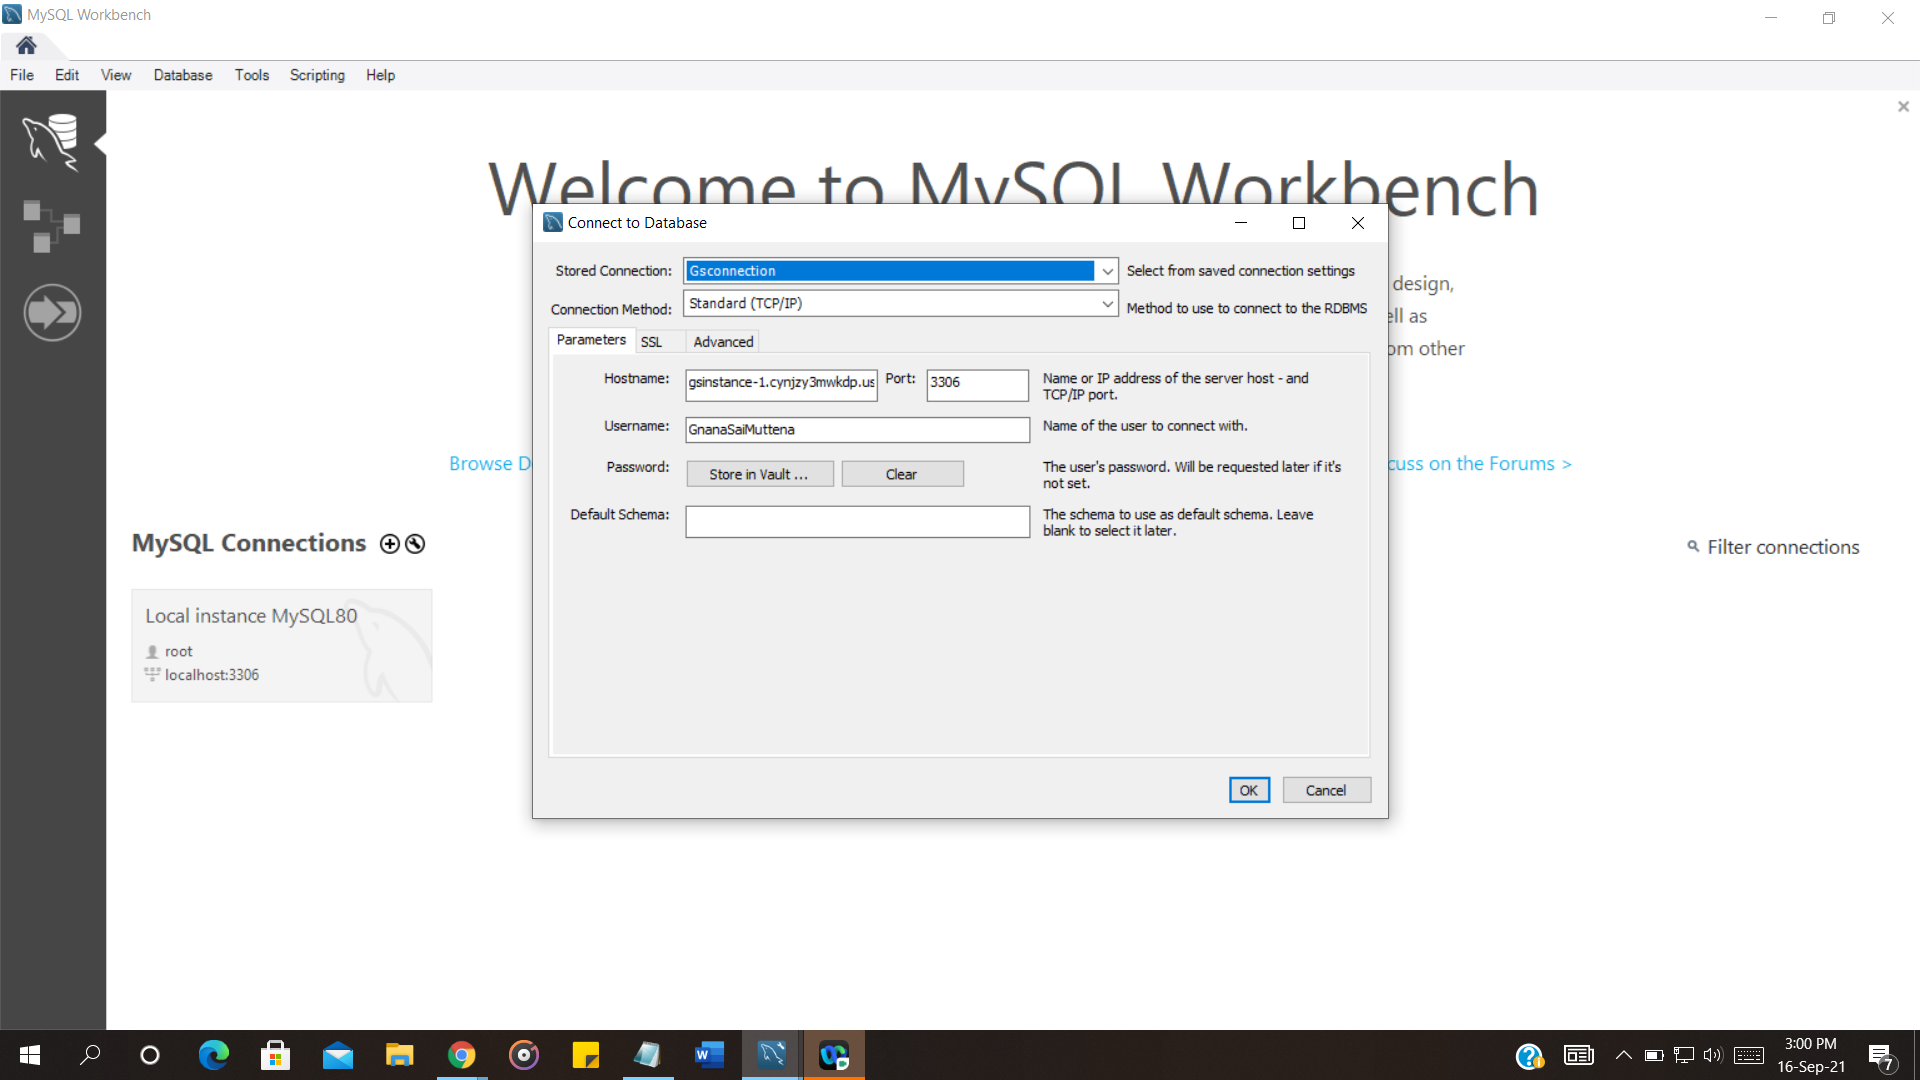 MySQL Workbench
File Edit View Database Tools Scripting Help
Welcome to MySQL Workbench
Connect to Database
Stored Connection: Gsconnection Select from saved connection settings
Connection Method: Standard (TCP/IP) Method to use to connect to the RDBMS
Parameters SSL Advanced
Hostname: gsinstance-1.cynjzy3mwkdp.us Port: 3306 Name or IP address of the server host - and
TCP/IP port.
Username: GnanaSaiMuttena Name of the user to connect with.
Password: Store in Vault ... Clear The user's password. Will be requested later if it's
not set.
Default Schema: The schema to use as default schema. Leave
blank to select it later.
OK Cancel
design,
as
other
Browse
on the Forums >
MySQL Connections
Filter connections
Local instance MySQL80
root
localhost:3306
3:00 PM
16-Sep-21
7